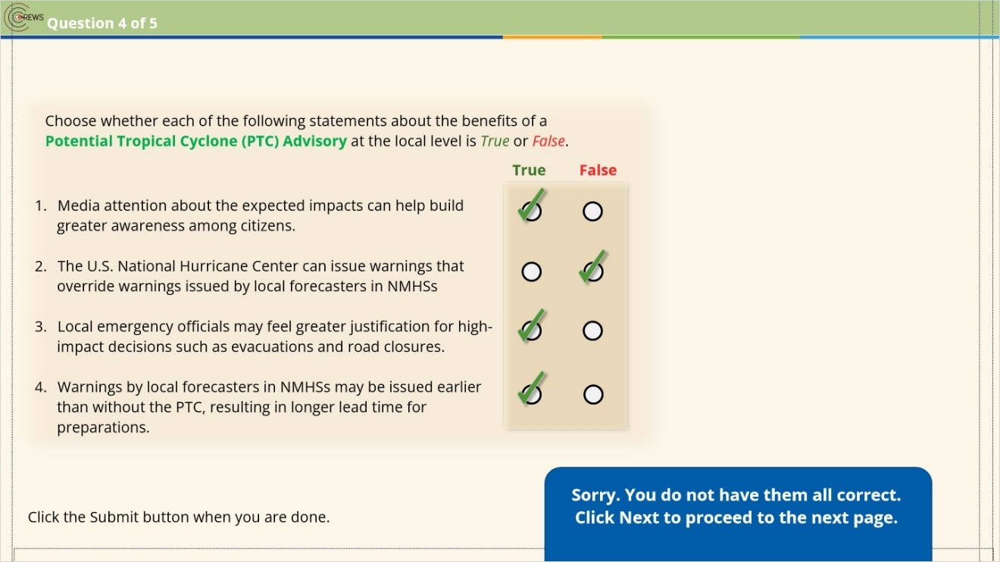 CREWS
Question 4 of 5
Choose whether each of the following statements about the benefits of a
Potential Tropical Cyclone (PTC) Advisory at the local level is True or False.
True False
1. Media attention about the expected impacts can help build
greater awareness among citizens.
2. The U.S. National Hurricane Center can issue warnings that
override warnings issued by local forecasters in NMHSs
3. Local emergency officials may feel greater justification for high-
impact decisions such as evacuations and road closures.
4. Warnings by local forecasters in NMHSs may be issued earlier
than without the PTC, resulting in longer lead time for
preparations.
Sorry. You do not have them all correct.
Click Next to proceed to the next page.
Click the Submit button when you are done.